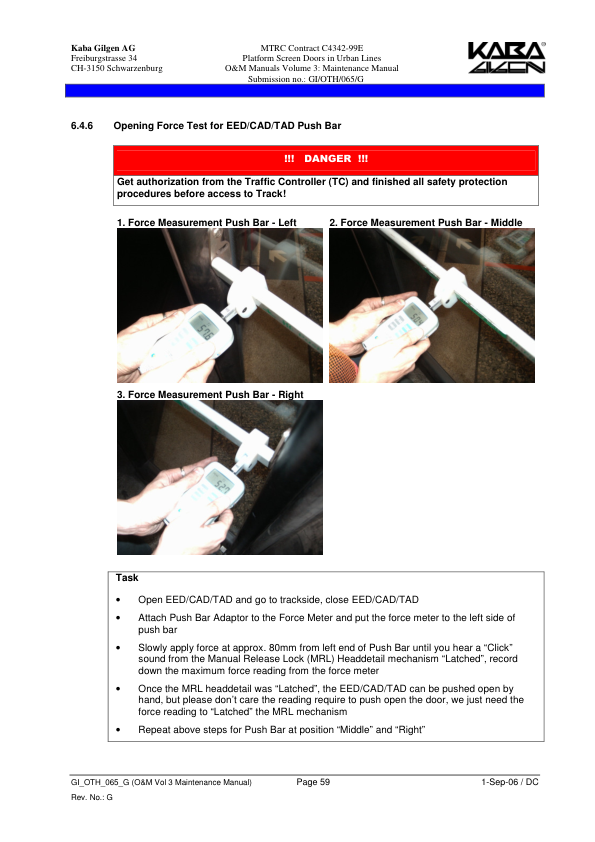 Kaba Gilgen AG
Freiburgstrasse 34
CH-3150 Schwarzenburg
MTRC Contract C4342-99E
Platform Screen Doors in Urban Lines
O&M Manuals Volume 3: Maintenance Manual
Submission no.: GI/OTH/065/G
KABA
GILGEN
6.4.6 Opening Force Test for EED/CAD/TAD Push Bar
!!! DANGER !!!
Get authorization from the Traffic Controller (TC) and finished all safety protection
procedures before access to Track!
1. Force Measurement Push Bar - Left
2. Force Measurement Push Bar - Middle
3. Force Measurement Push Bar - Right
Task
• Open EED/CAD/TAD and go to trackside, close EED/CAD/TAD
• Attach Push Bar Adaptor to the Force Meter and put the force meter to the left side of
push bar
• Slowly apply force at approx. 80mm from left end of Push Bar until you hear a “Click”
sound from the Manual Release Lock (MRL) Headdetail mechanism “Latched”, record
down the maximum force reading from the force meter
• Once the MRL headdetail was “Latched”, the EED/CAD/TAD can be pushed open by
hand, but please don’t care the reading require to push open the door, we just need the
force reading to “Latched” the MRL mechanism
• Repeat above steps for Push Bar at position “Middle” and “Right”
GI_OTH_065_G (O&M Vol 3 Maintenance Manual)
Page 59
1-Sep-06 / DC
Rev. No.: G